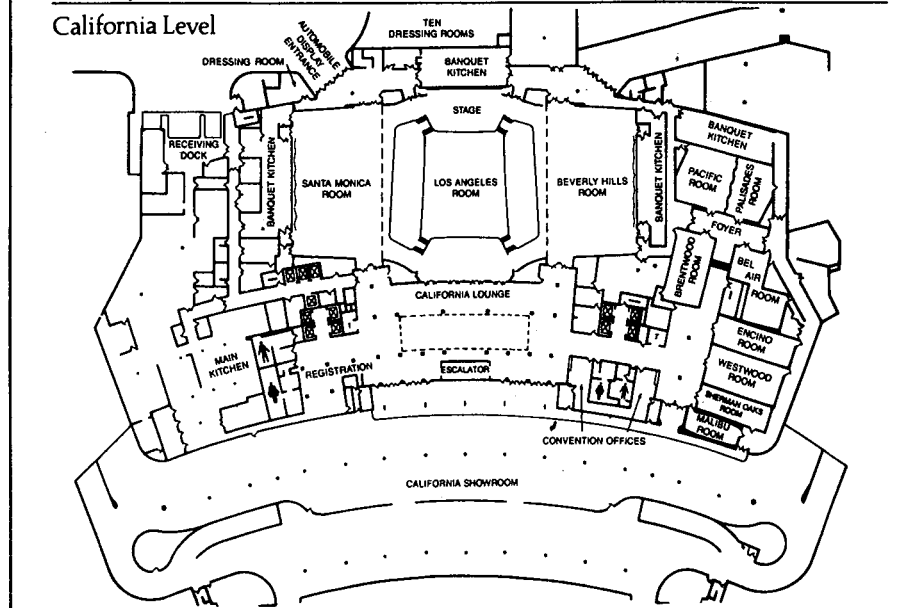 California Level
TEN
DRESSING ROOMS
AUTOMOBILE
DISPLAY
ENTRANCE
DRESSING ROOM
BANQUET
KITCHEN
STAGE
RECEIVING
DOCK
BANQUET KITCHEN
SANTA MONICA
ROOM
LOS ANGELES
ROOM
BEVERLY HILLS
ROOM
BANQUET KITCHEN
BANQUET
KITCHEN
PACIFIC
ROOM
PALISADES
ROOM
FOYER
BRENTWOOD
ROOM
BEL
AIR
ROOM
CALIFORNIA LOUNGE
MAIN
KITCHEN
REGISTRATION
ESCALATOR
ENCINO
ROOM
WESTWOOD
ROOM
SHERMAN OAKS
ROOM
MALIBU
ROOM
CONVENTION OFFICES
CALIFORNIA SHOWROOM